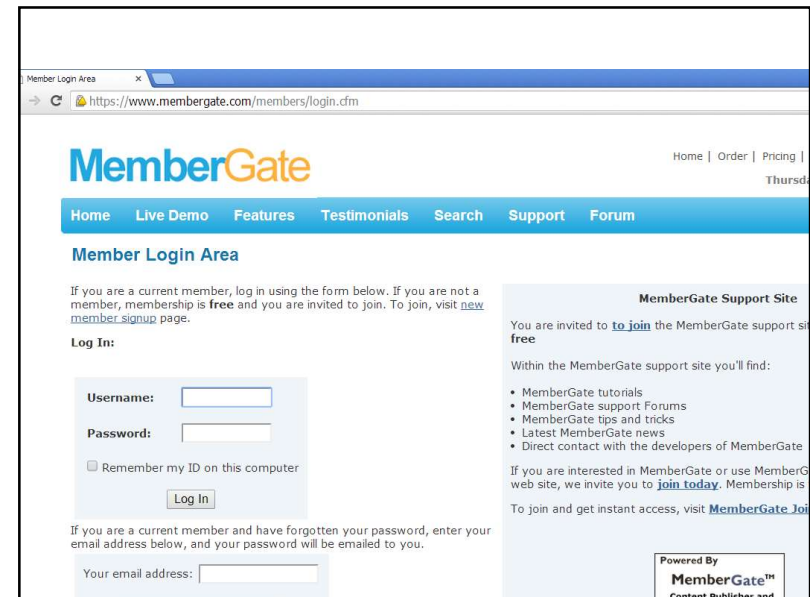 Member Login Area
https://www.membergate.com/members/login.cfm
MemberGate
Home | Order | Pricing |
Home Live Demo Features Testimonials Search Support Forum
Member Login Area
If you are a current member, log in using the form below. If you are not a
member, membership is free and you are invited to join. To join, visit new
member signup page.
Log In:
Username:
Password:
Remember my ID on this computer
Log In
If you are a current member and have forgotten your password, enter your
email address below, and your password will be emailed to you.
Your email address:
MemberGate Support Site
You are invited to to join the MemberGate support
free
Within the MemberGate support site you'll find:
• MemberGate tutorials
• MemberGate support Forums
• MemberGate tips and tricks
• Latest MemberGate news
• Direct contact with the developers of MemberGate
If you are interested in MemberGate or use
web site, we invite you to join today. Membership is
To join and get instant access, visit MemberGate
Powered By
MemberGate™
Content Publisher and